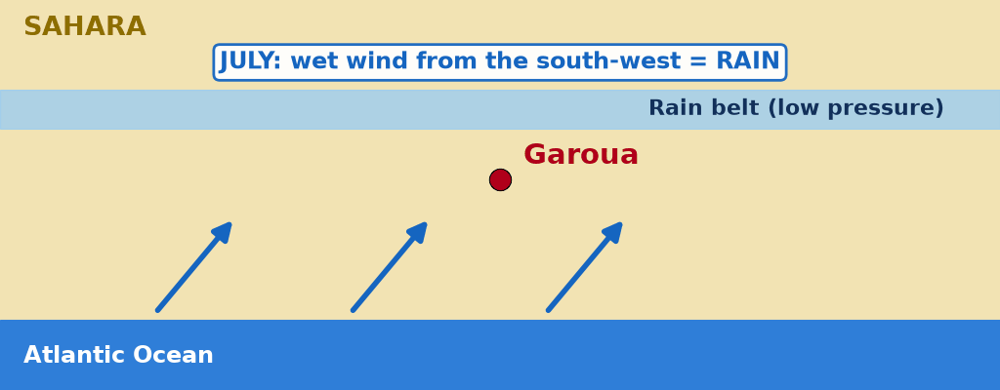 SAHARA
JULY: wet wind from the south-west = RAIN
Rain belt (low pressure)
Garoua
Atlantic Ocean